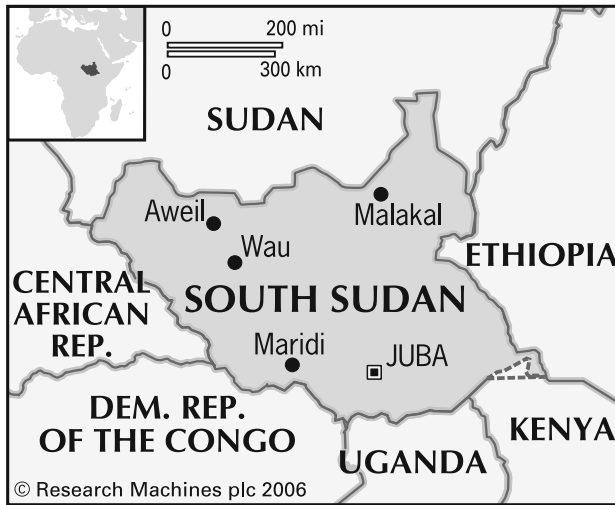 0 200 mi
0 300 km
SUDAN
Aweil
Malakal
Wau
ETHIOPIA
CENTRAL
AFRICAN
REP.
SOUTH SUDAN
Maridi
JUBA
DEM. REP.
OF THE CONGO
KENYA
UGANDA
© Research Machines plc 2006